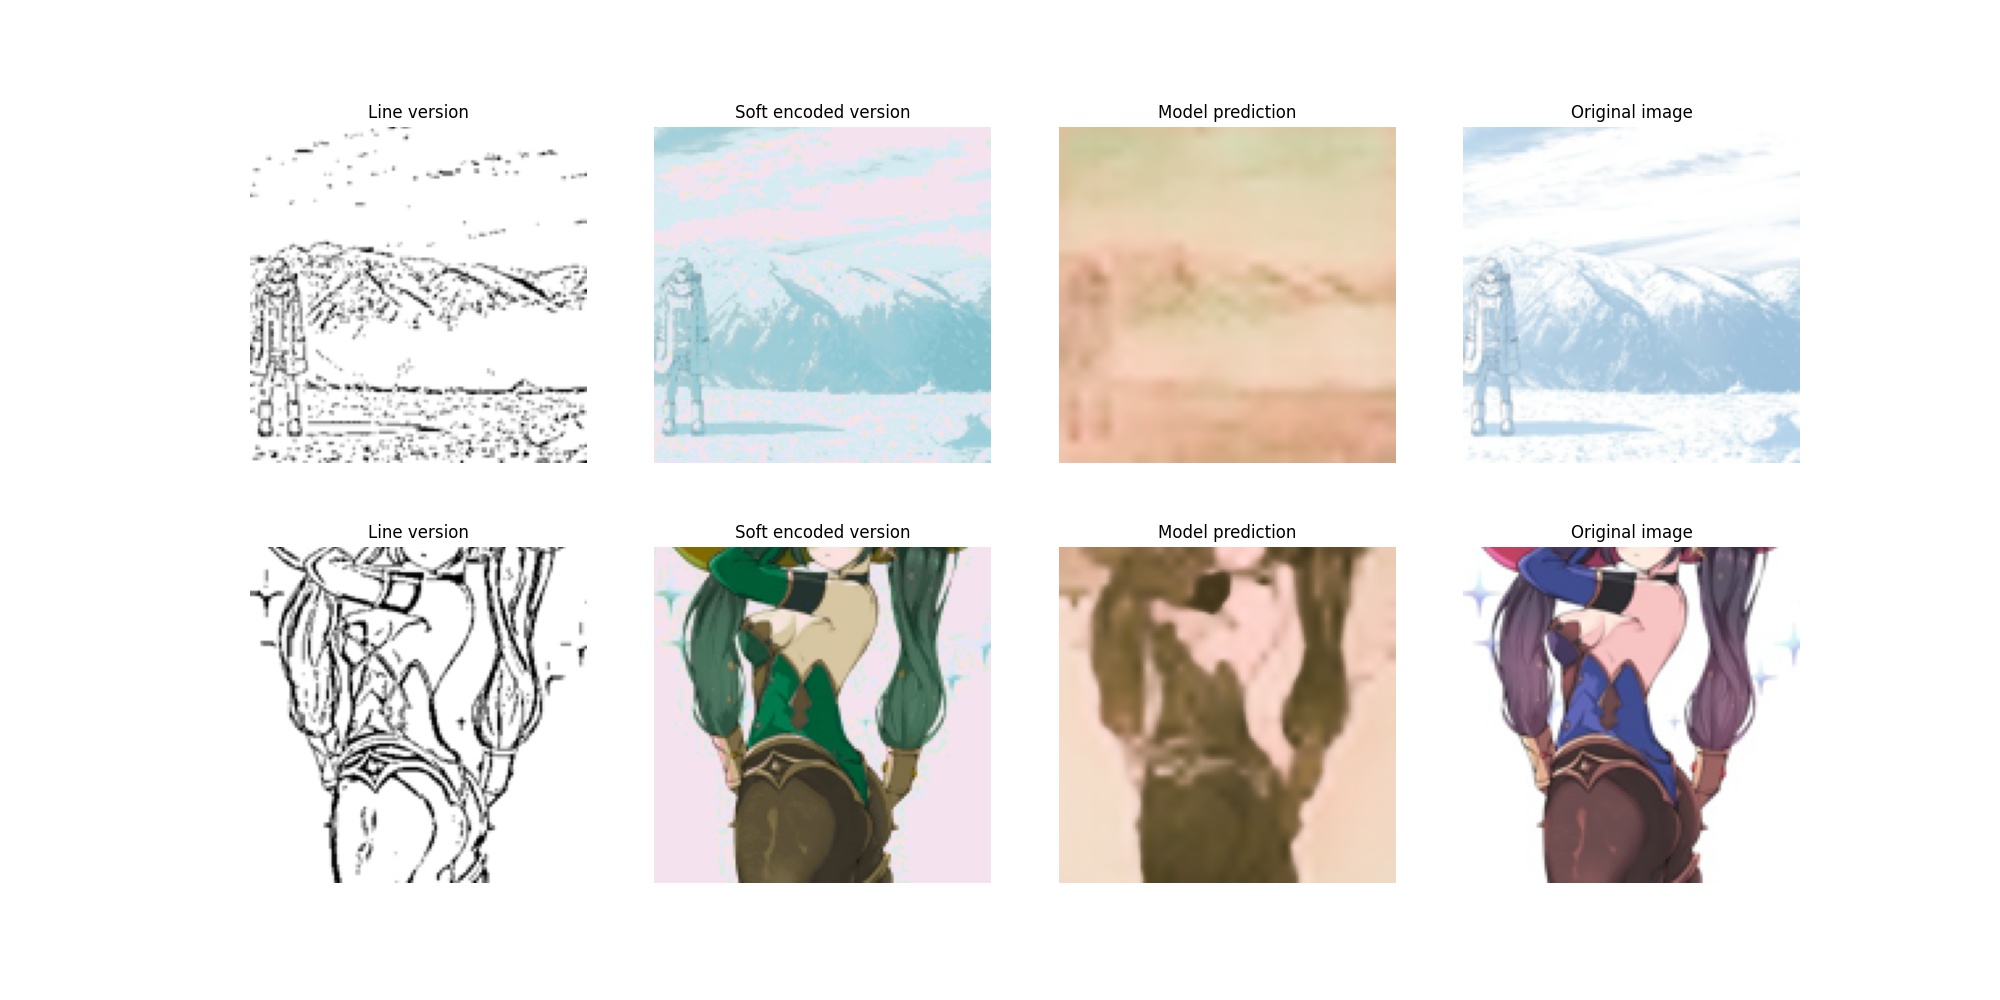 Line version
Soft encoded version
Model prediction
Original image
Line version
Soft encoded version
Model prediction
Original image